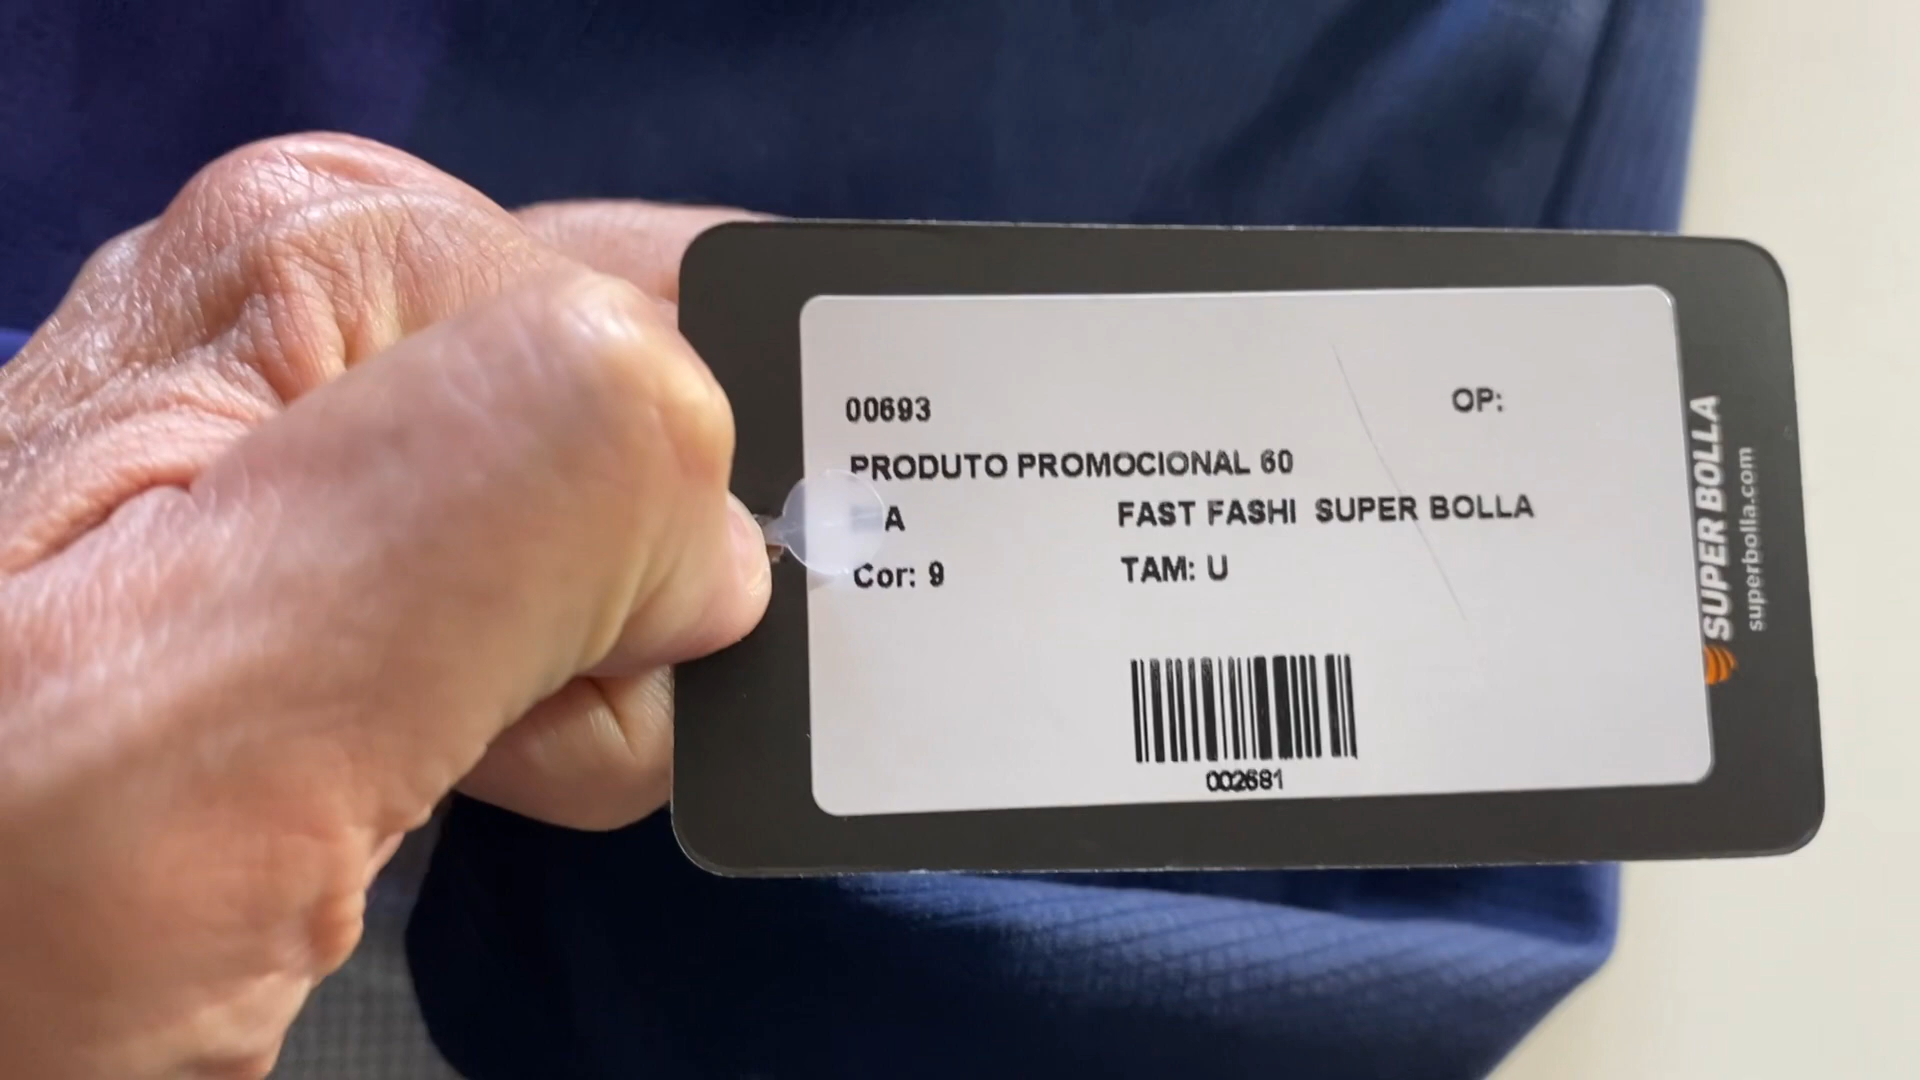 00693 OP:
PRODUTO PROMOCIONAL 60
A FAST FASHI SUPER BOLLA
Cor: 9 TAM: U
002681
SUPER BOLLA
superbolla.com